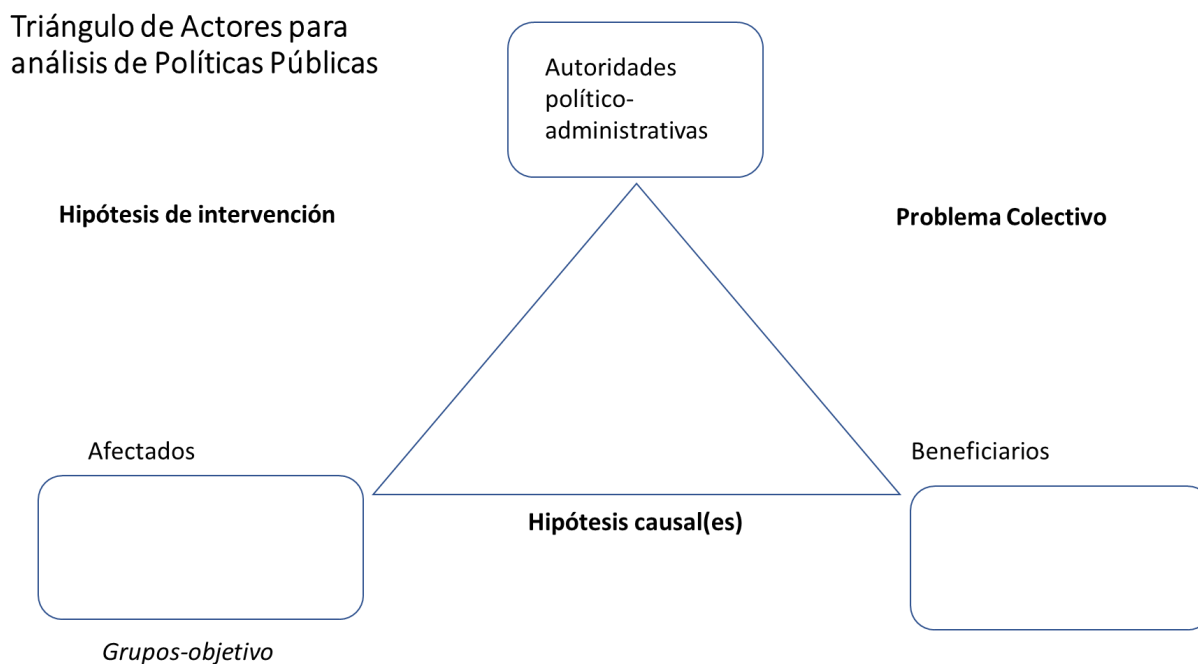 Triángulo de Actores para
análisis de Políticas Públicas
Autoridades
político-
administrativas
Hipótesis de intervención
Problema Colectivo
Afectados
Beneficiarios
Hipótesis causal(es)
Grupos-objetivo